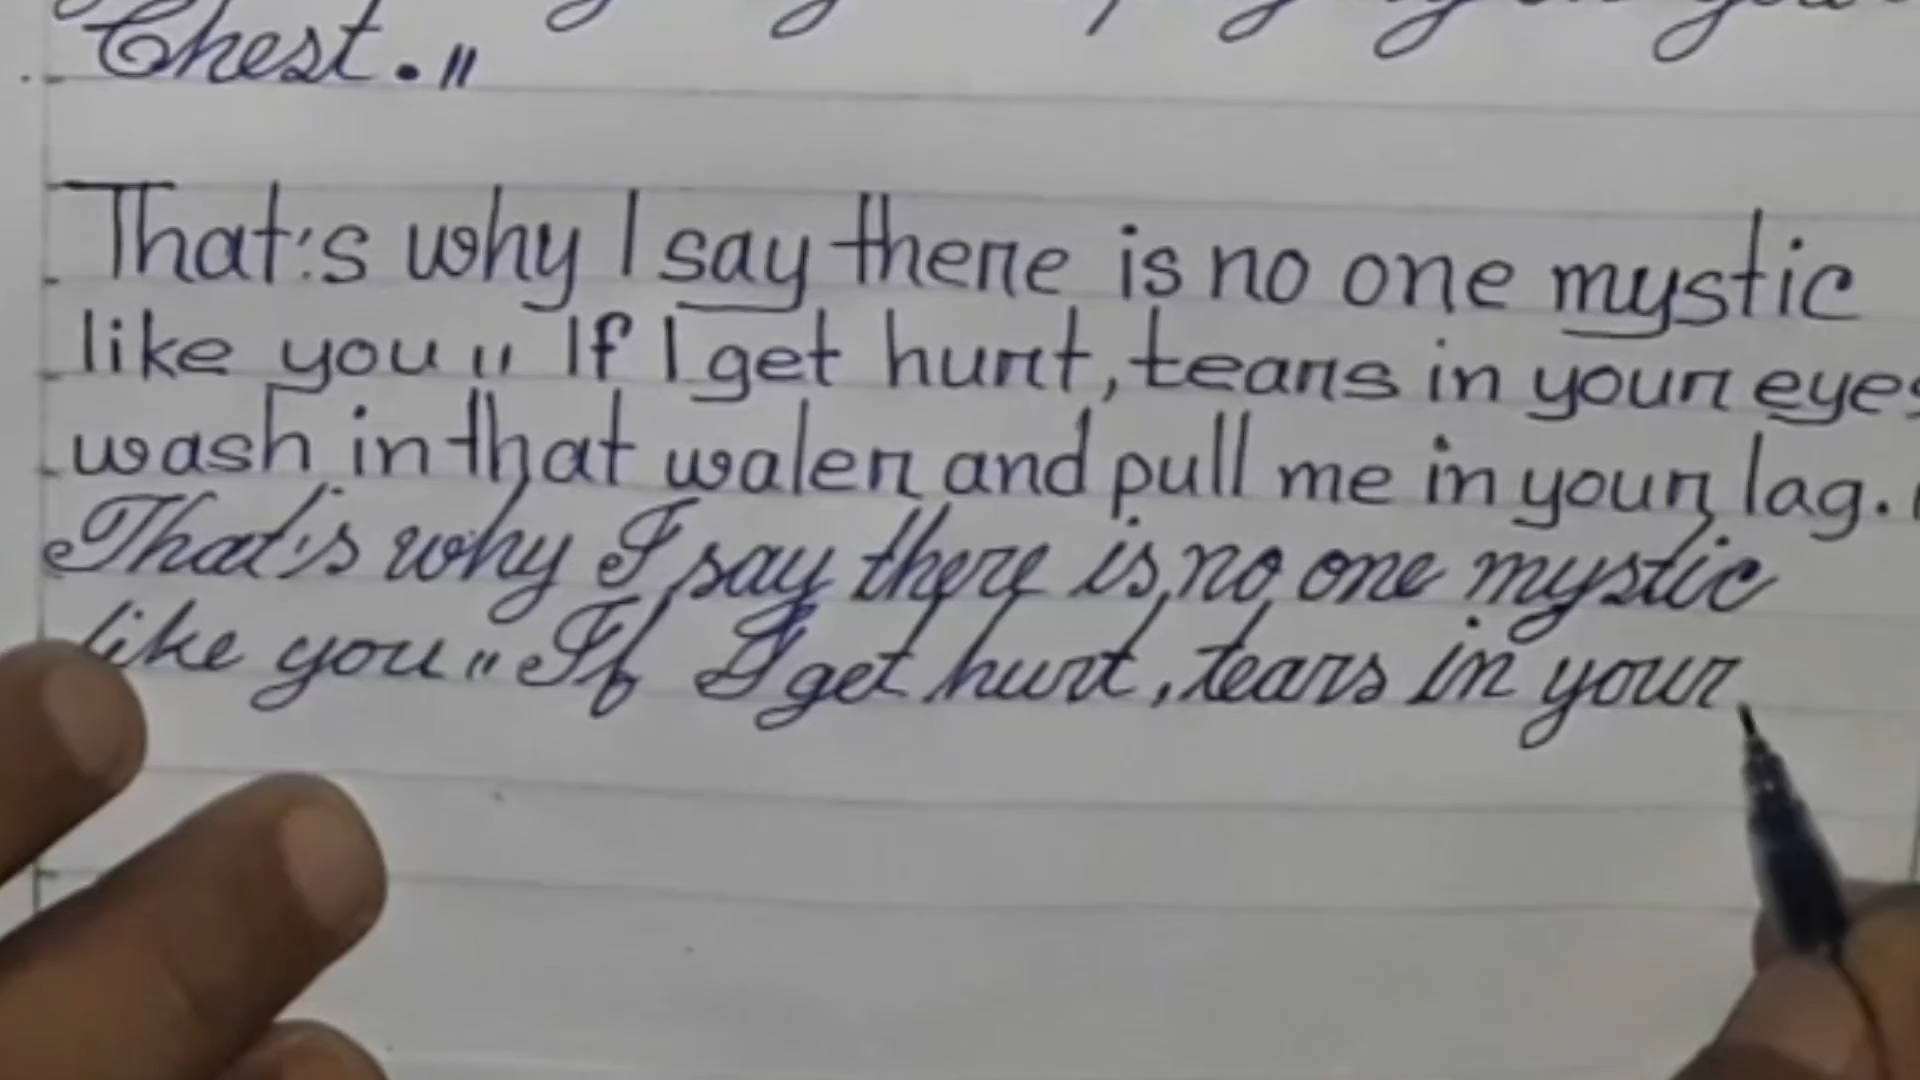 Chest. "
That's why I say there is no one mystic
like you " If I get hurt, tears in your eyes
wash in that waler and pull me in your lag.
That's why I say there is no one mystic
like you " If I get hurt, tears in your